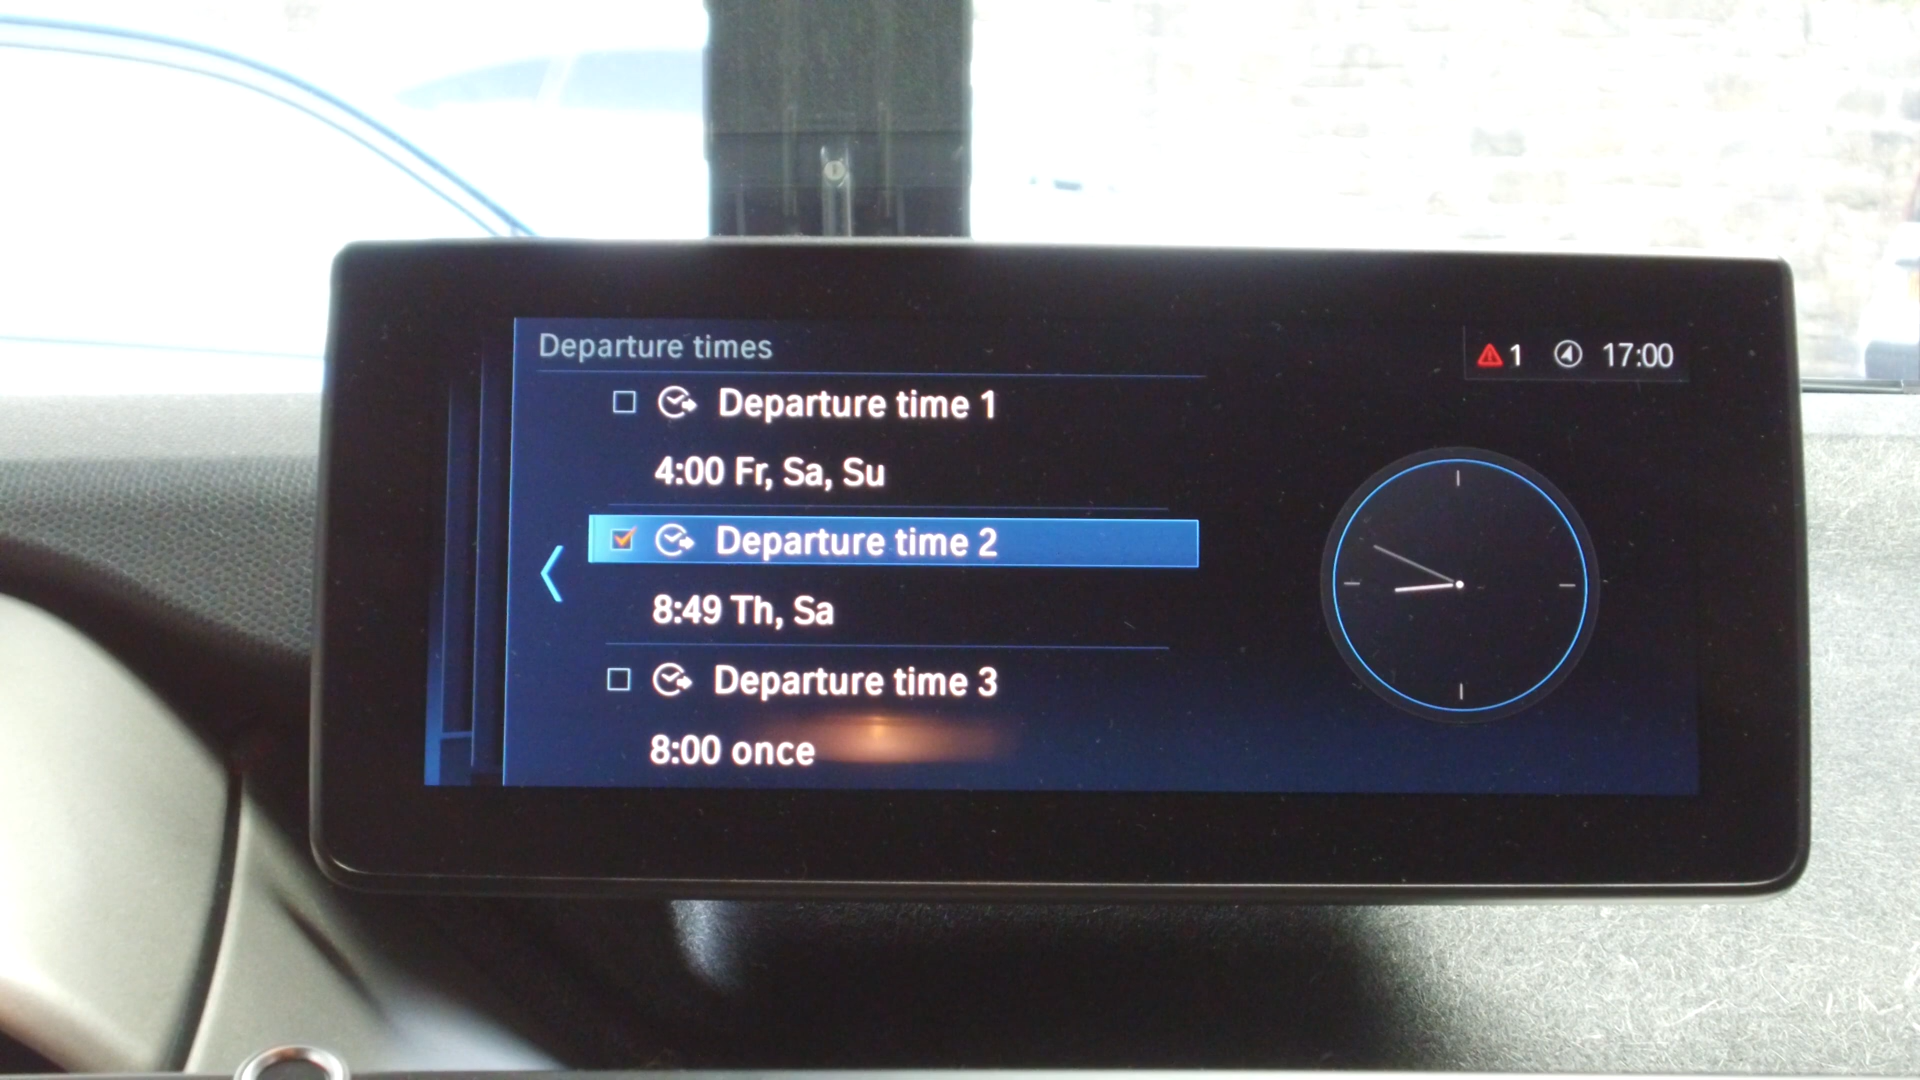 Departure times
1 17:00
Departure time 1
4:00 Fr, Sa, Su
Departure time 2
8:49 Th, Sa
Departure time 3
8:00 once